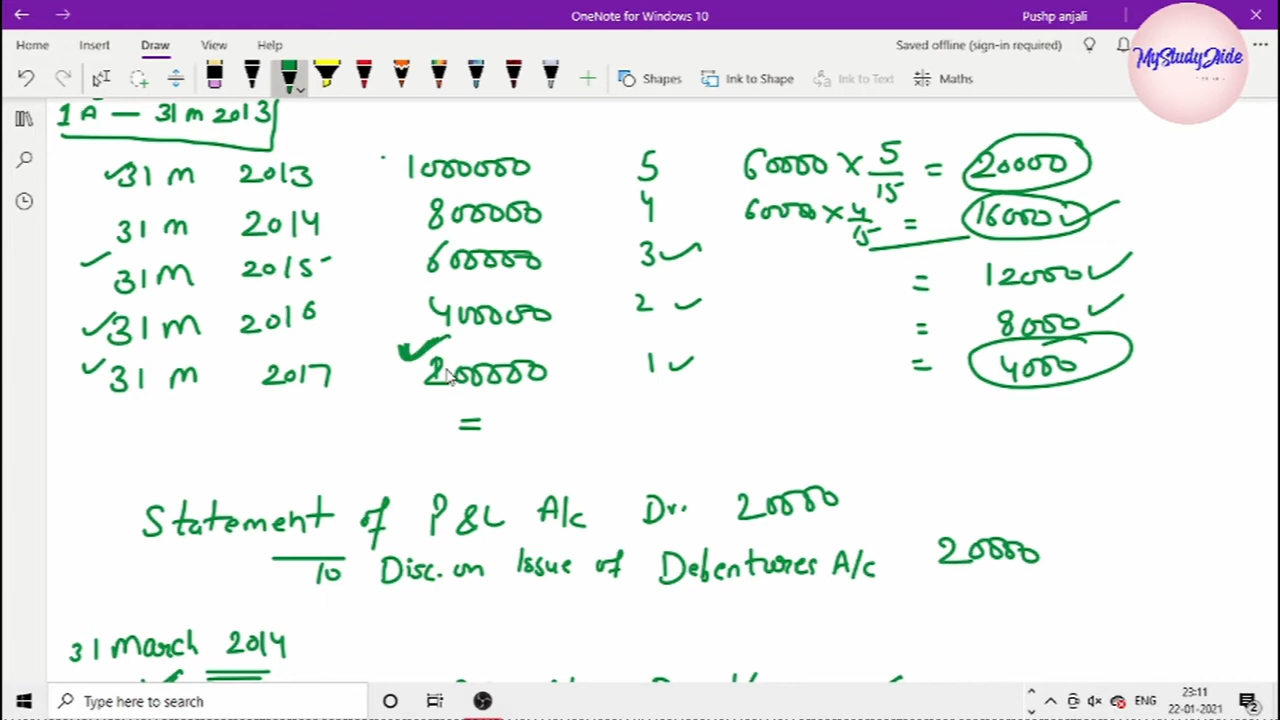 OneNote for Windows 10
Pushp anjali
Home Insert Draw View Help
Saved offline (sign-in required)
MyStudyAide
Shapes Ink to Shape Ink to Text Maths
1 A — 31 m 2013
31 m 2013 1000000 5 60000 × 5/15 = 20000
31 m 2014 800000 4 60000 × 4/15 = 16000
31 m 2015 600000 3 = 12000
31 m 2016 400000 2 = 8000
31 m 2017 200000 1 = 4000
=
Statement of P&L A/c Dr. 20000
To Disc. on Issue of Debentures A/c 20000
31 March 2014
Type here to search
ENG
23:11
22-01-2021
2